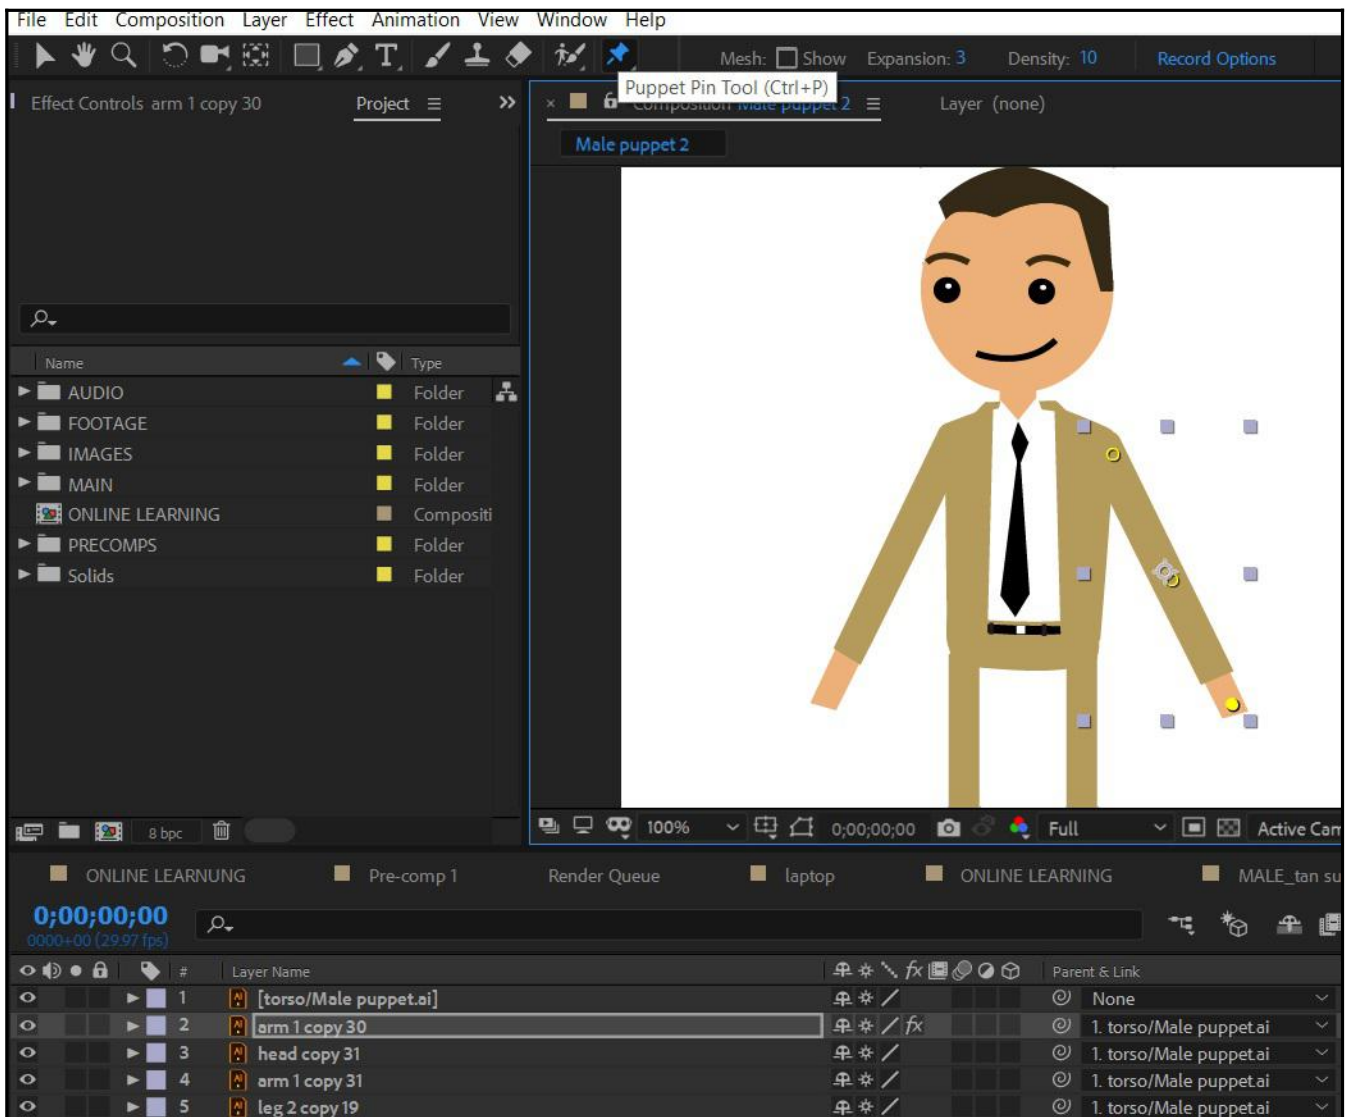 File Edit Composition Layer Effect Animation View Window Help
Mesh: Show Expansion: 3 Density: 10 Record Options
Puppet Pin Tool (Ctrl+P)
Effect Controls arm 1 copy 30 Project
Composition Male puppet 2 Layer (none)
Male puppet 2
Name Type
AUDIO Folder
FOOTAGE Folder
IMAGES Folder
MAIN Folder
ONLINE LEARNING Compositi
PRECOMPS Folder
Solids Folder
8 bpc
100% 0;00;00;00 Full Active Cam
ONLINE LEARNUNG Pre-comp 1 Render Queue laptop ONLINE LEARNING MALE_tan su
0;00;00;00
0000+00 (29.97 fps)
# Layer Name fx Parent & Link
1 [torso/Male puppet.ai] None
2 arm 1 copy 30 fx 1. torso/Male puppet.ai
3 head copy 31 1. torso/Male puppet.ai
4 arm 1 copy 31 1. torso/Male puppet.ai
5 leg 2 copy 19 1. torso/Male puppet.ai